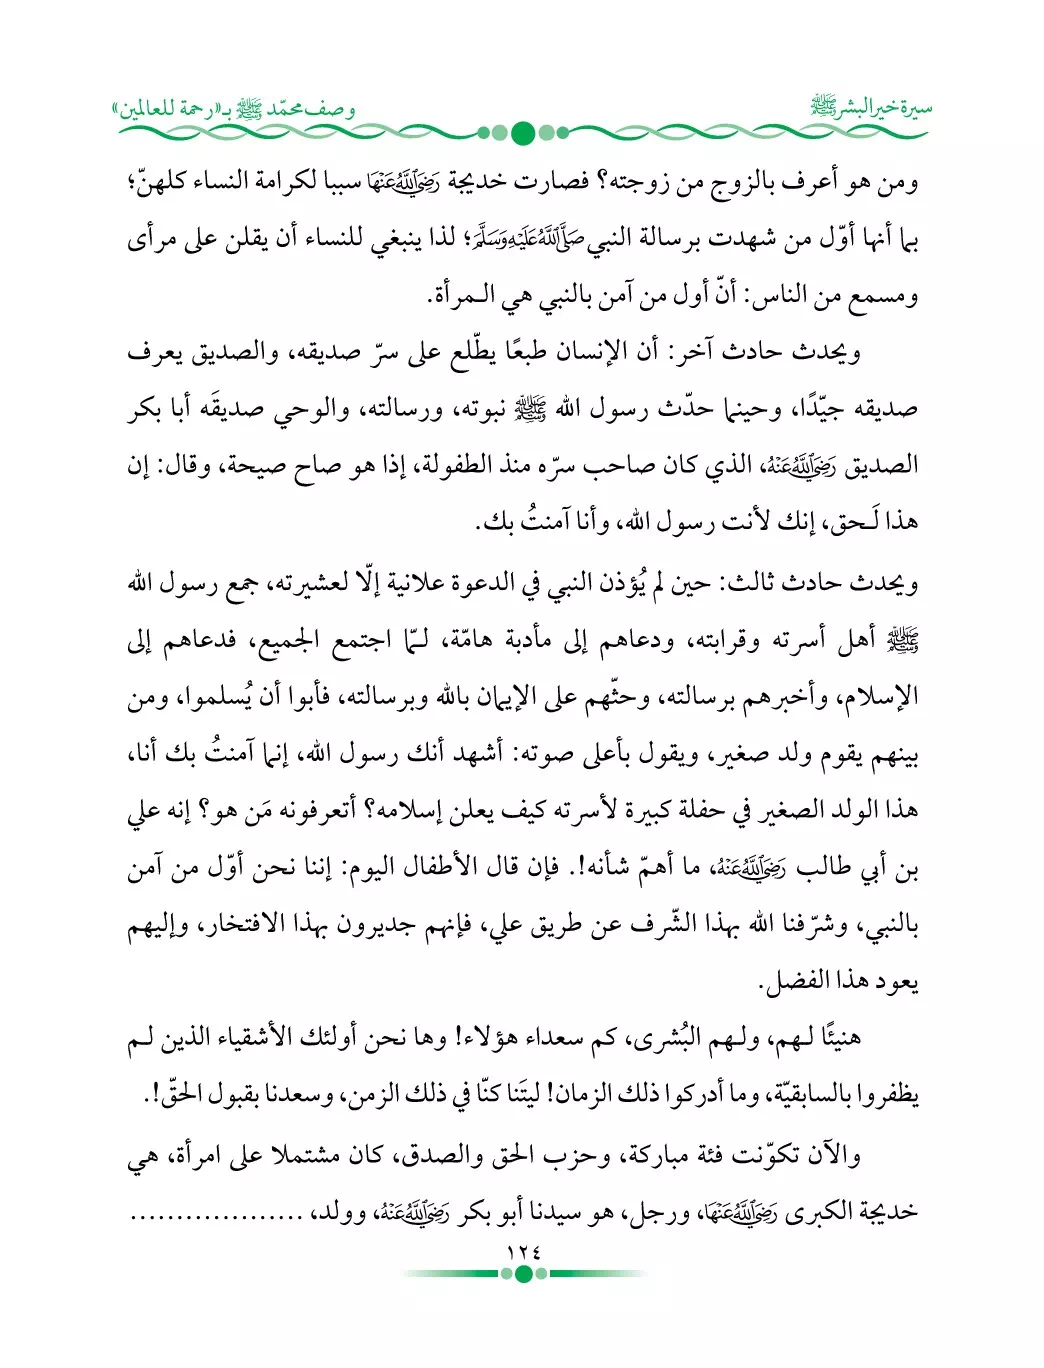 سيرة خير البشر ﷺ
وصف محمّد ﷺ بـ«رحمة للعالمين»
ومن هو أعرف بالزوج من زوجته؟ فصارت خديجة رَضِيَ اللَّهُ عَنْهَا سببا لكرامة النساء كلهنّ؛
بما أنها أوّل من شهدت برسالة النبي صَلَّى اللَّهُ عَلَيْهِ وَسَلَّمَ؛ لذا ينبغي للنساء أن يقلن على مرأى
ومسمع من الناس: أنّ أول من آمن بالنبي هي الـمرأة.
ويحدث حادث آخر: أن الإنسان طبعًا يطّلع على سرّ صديقه، والصديق يعرف
صديقه جيّدًا، وحينما حدّث رسول الله ﷺ نبوته، ورسالته، والوحي صديقَه أبا بكر
الصديق رَضِيَ اللَّهُ عَنْهُ، الذي كان صاحب سرّه منذ الطفولة، إذا هو صاح صيحة، وقال: إن
هذا لَـحق، إنك لأنت رسول الله، وأنا آمنتُ بك.
ويحدث حادث ثالث: حين لم يُؤذن النبي في الدعوة علانية إلّا لعشيرته، جمع رسول الله
ﷺ أهل أسرته وقرابته، ودعاهم إلى مأدبة هامّة، لـمّا اجتمع الجميع، فدعاهم إلى
الإسلام، وأخبرهم برسالته، وحثّهم على الإيمان بالله وبرسالته، فأبوا أن يُسلموا، ومن
بينهم يقوم ولد صغير، ويقول بأعلى صوته: أشهد أنك رسول الله، إنما آمنتُ بك أنا،
هذا الولد الصغير في حفلة كبيرة لأسرته كيف يعلن إسلامه؟ أتعرفونه مَن هو؟ إنه علي
بن أبي طالب رَضِيَ اللَّهُ عَنْهُ، ما أهمّ شأنه!. فإن قال الأطفال اليوم: إننا نحن أوّل من آمن
بالنبي، وشرّفنا الله بهذا الشّرف عن طريق علي، فإنهم جديرون بهذا الافتخار، وإليهم
يعود هذا الفضل.
هنيئًا لـهم، ولـهم البُشرى، كم سعداء هؤلاء! وها نحن أولئك الأشقياء الذين لـم
يظفروا بالسابقيّة، وما أدركوا ذلك الزمان! ليتَنا كنّا في ذلك الزمن، وسعدنا بقبول الحقّ!.
والآن تكوّنت فئة مباركة، وحزب الحق والصدق، كان مشتملا على امرأة، هي
خديجة الكبرى رَضِيَ اللَّهُ عَنْهَا، ورجل، هو سيدنا أبو بكر رَضِيَ اللَّهُ عَنْهُ، وولد، ...................
١٢٤